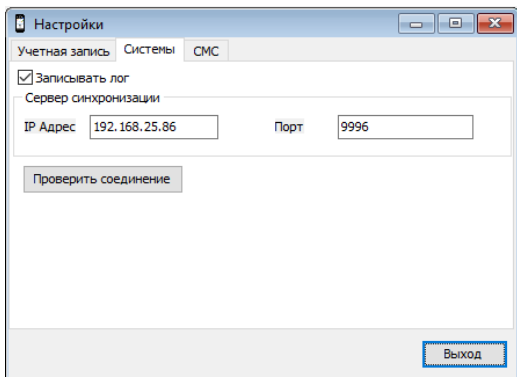 Настройки
Учетная запись Системы СМС
Записывать лог
Сервер синхронизации
IP Адрес 192.168.25.86 Порт 9996
Проверить соединение
Выход